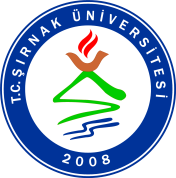 T.C. ŞIRNAK ÜNİVERSİTESİ
2008